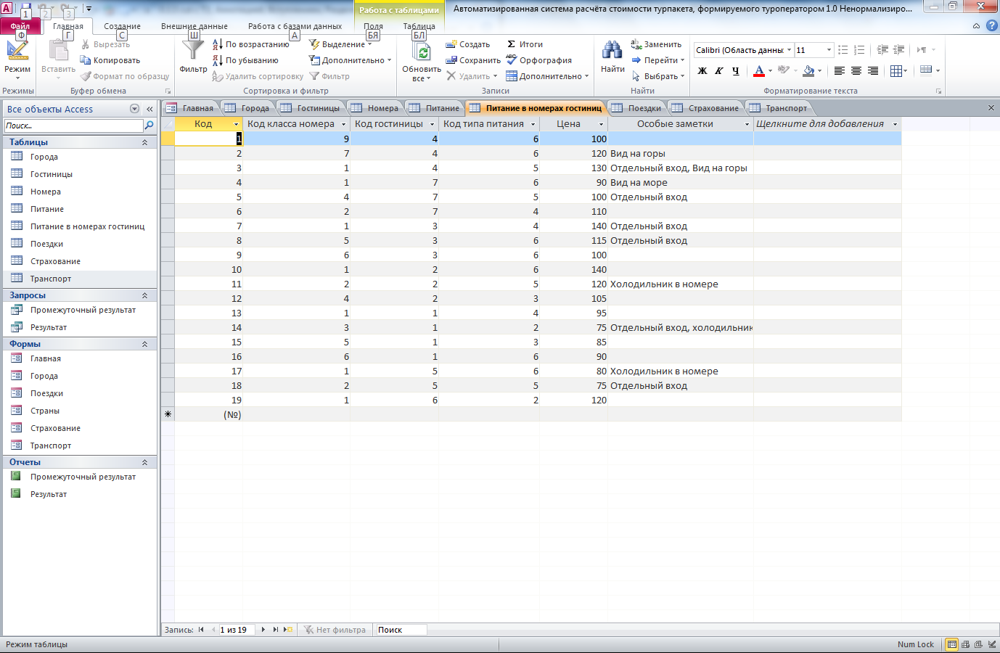 Работа с таблицами
Автоматизированная система расчёта стоимости турпакета, формируемого туроператором 1.0 Ненормализиро...
1 2 3
Файл Главная Создание Внешние данные Работа с базами данных Поля Таблица
Ф Г С Ш А БЯ БЛ
Режим
Режимы
Вставить
Вырезать
Копировать
Формат по образцу
Буфер обмена
Фильтр
По возрастанию
По убыванию
Удалить сортировку
Выделение
Дополнительно
Фильтр
Сортировка и фильтр
Обновить
все
Создать
Сохранить
Удалить
Итоги
Орфография
Дополнительно
Записи
Найти
Заменить
Перейти
Выбрать
Найти
Calibri (Область данны: 11
Ж К Ч
Форматирование текста
Все объекты Access
Поиск...
Таблицы
Города
Гостиницы
Номера
Питание
Питание в номерах гостиниц
Поездки
Страхование
Транспорт
Запросы
Промежуточный результат
Результат
Формы
Главная
Города
Поездки
Страны
Страхование
Транспорт
Отчеты
Промежуточный результат
Результат
Главная Города Гостиницы Номера Питание Питание в номерах гостиниц Поездки Страхование Транспорт
Код Код класса номера Код гостиницы Код типа питания Цена Особые заметки Щелкните для добавления
1 9 4 6 100
2 7 4 6 120 Вид на горы
3 1 4 5 130 Отдельный вход, Вид на горы
4 1 7 6 90 Вид на море
5 4 7 5 100 Отдельный вход
6 2 7 4 110
7 1 3 4 140 Отдельный вход
8 5 3 6 115 Отдельный вход
9 6 3 6 100
10 1 2 6 140
11 2 2 5 120 Холодильник в номере
12 4 2 3 105
13 1 1 4 95
14 3 1 2 75 Отдельный вход, холодильник
15 5 1 3 85
16 6 1 6 90
17 1 5 6 80 Холодильник в номере
18 2 5 5 75 Отдельный вход
19 1 6 2 120
(№)
Запись: 1 из 19 Нет фильтра Поиск
Режим таблицы Num Lock